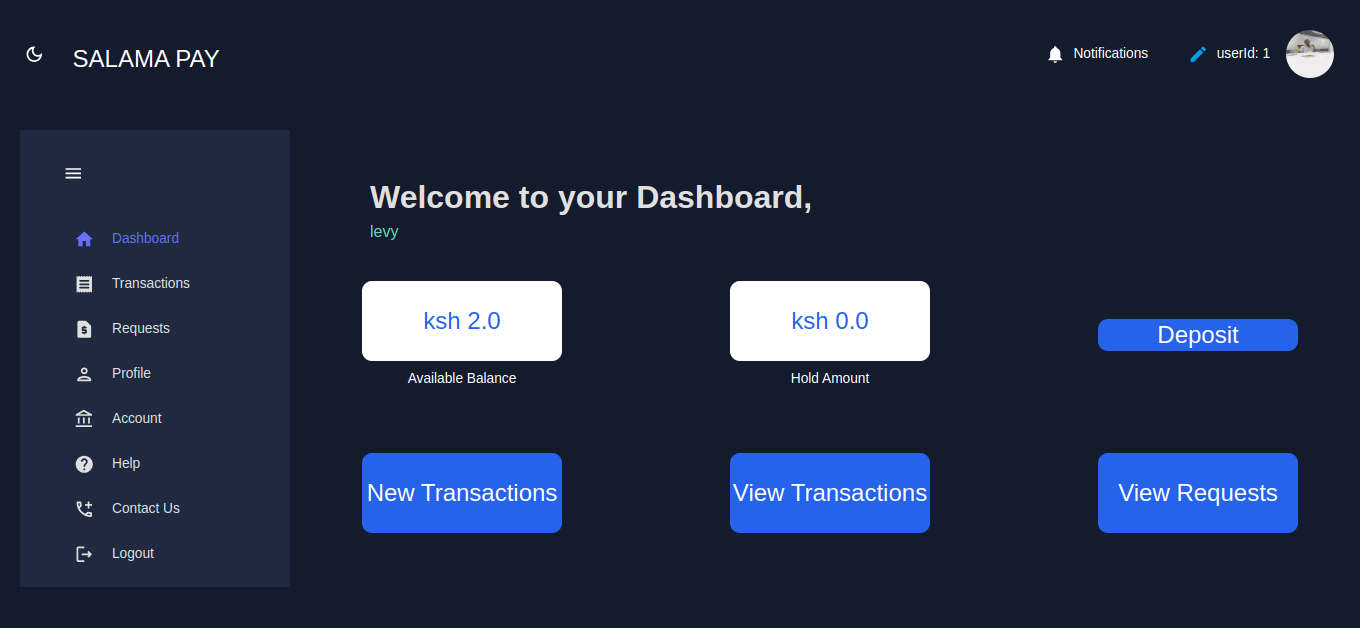 SALAMA PAY
Notifications
userId: 1
Dashboard
Transactions
Requests
Profile
Account
Help
Contact Us
Logout
Welcome to your Dashboard,
levy
ksh 2.0
Available Balance
ksh 0.0
Hold Amount
Deposit
New Transactions
View Transactions
View Requests